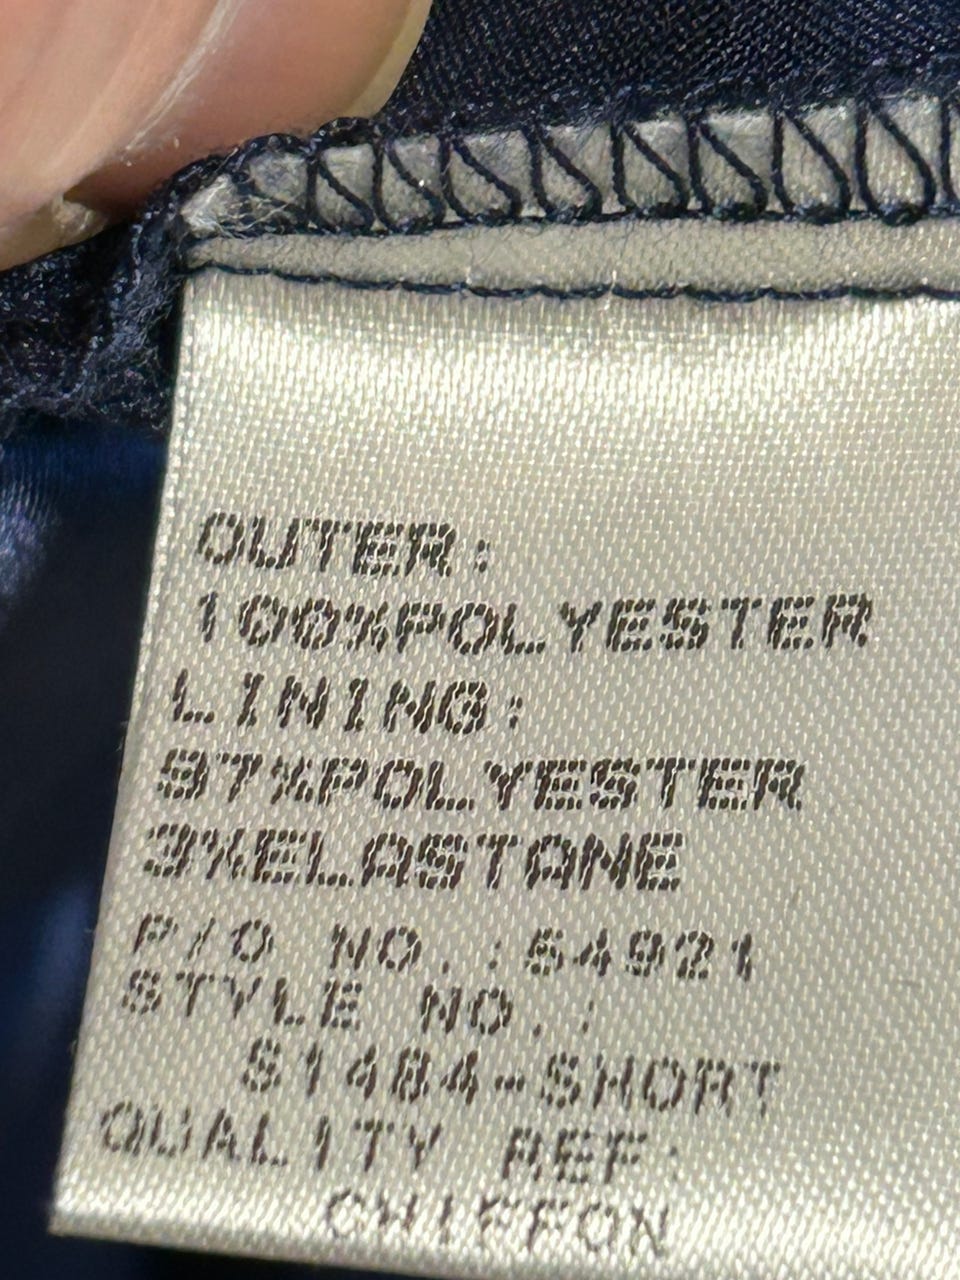 OUTER:
100%POLYESTER
LINING:
97%POLYESTER
3%ELASTANE
P/O NO.:54921
STYLE NO.:
S1484-SHORT
QUALITY REF:
CHIFFON